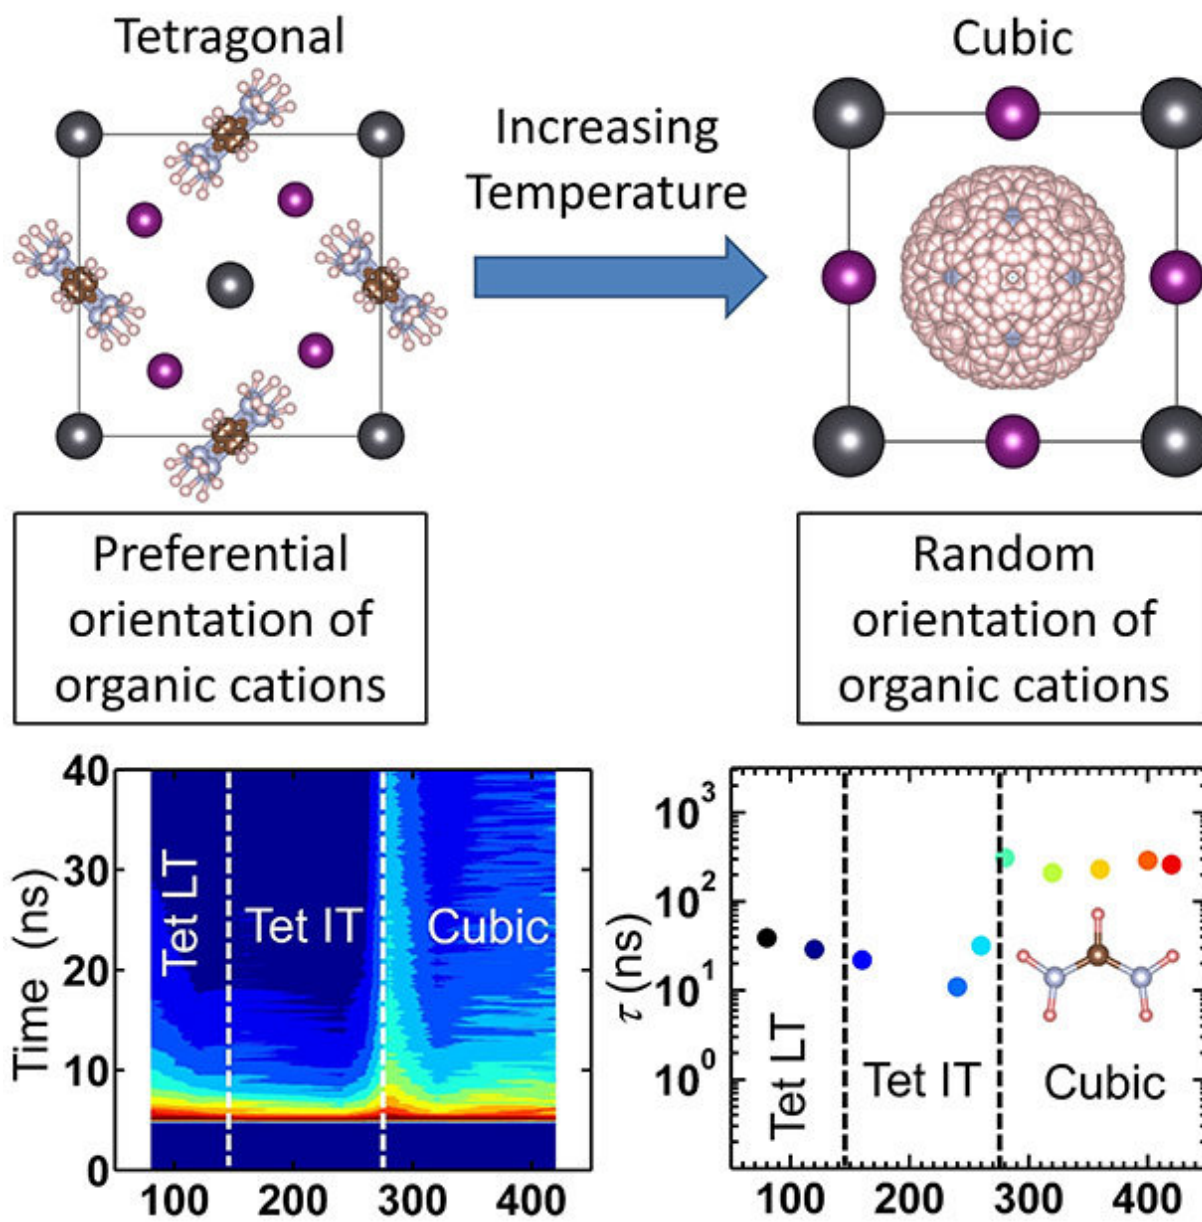 Tetragonal
Cubic
Increasing
Temperature
Preferential
orientation of
organic cations
Random
orientation of
organic cations
Time (ns)
40
30
20
10
0
Tet LT
Tet IT
Cubic
100 200 300 400
τ (ns)
10³
10²
10¹
10⁰
Tet LT
Tet IT
Cubic
100 200 300 400